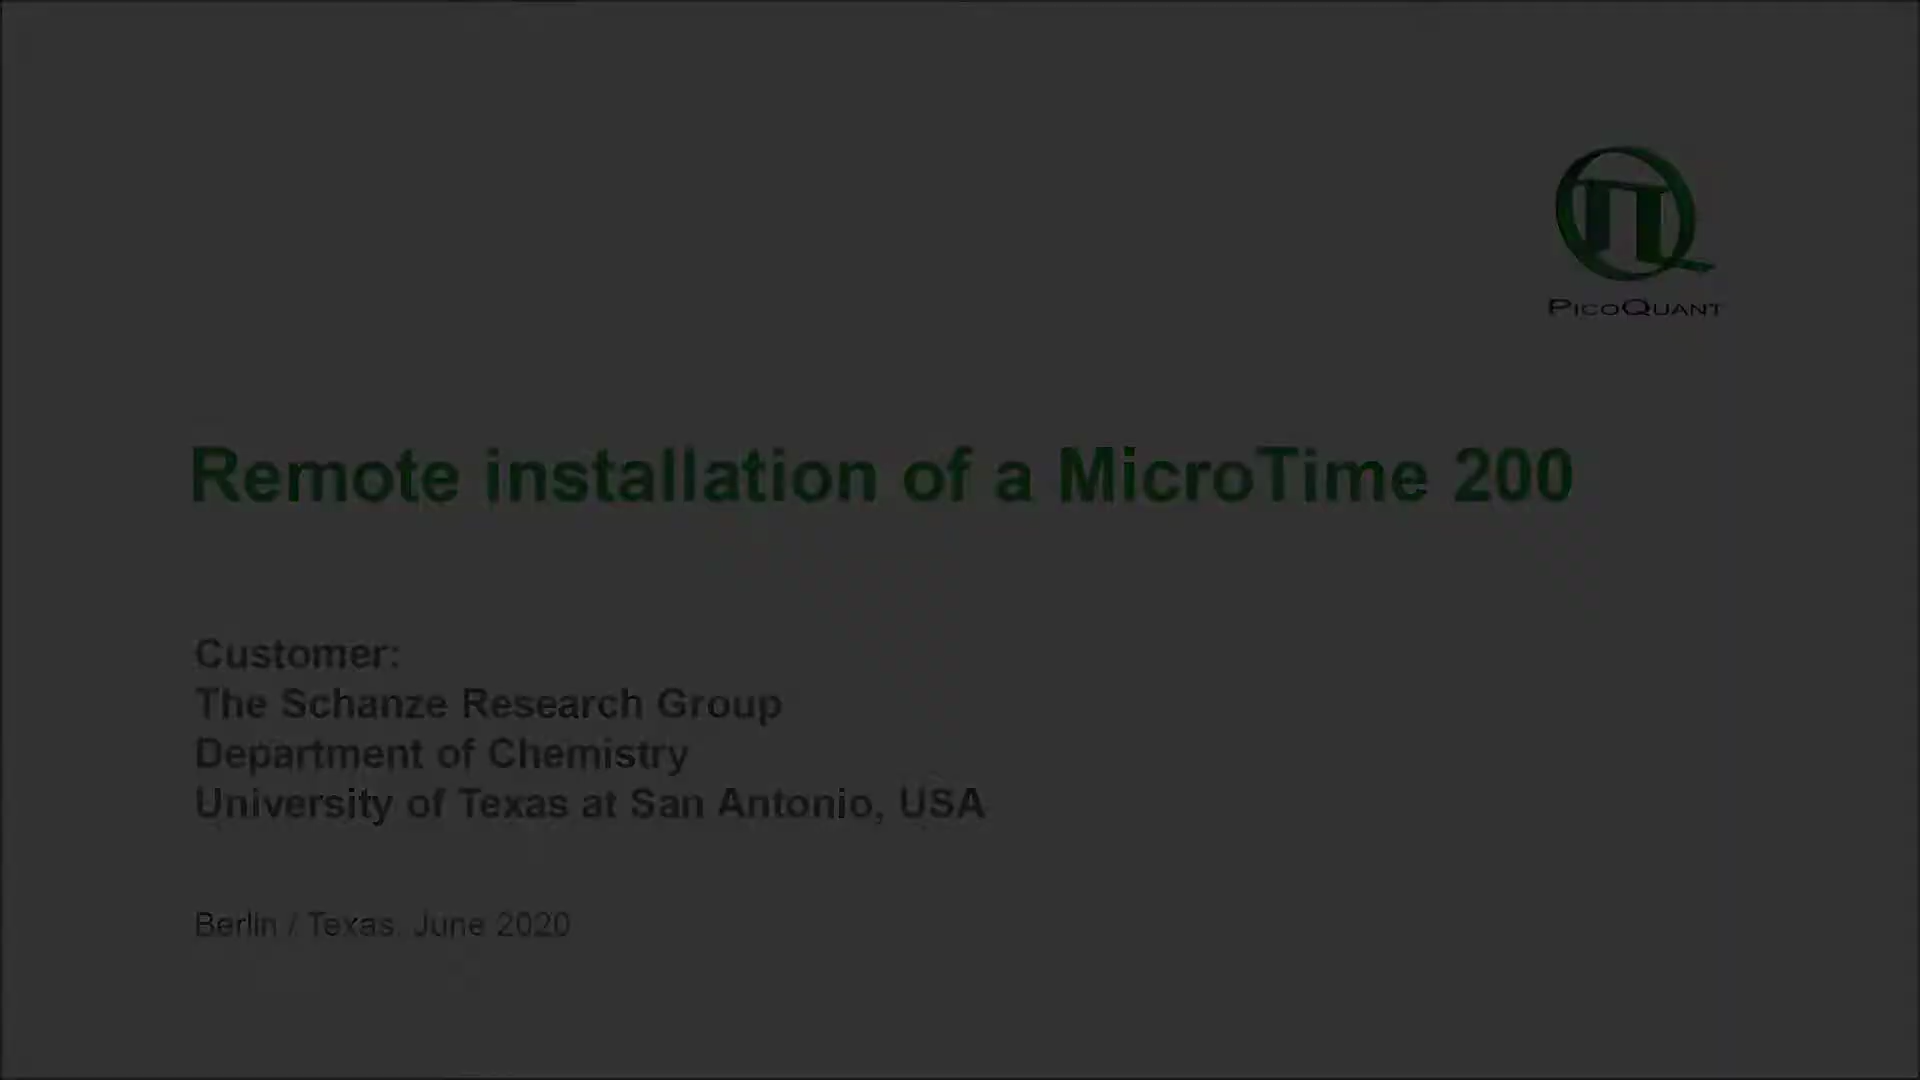 PicoQuant
Remote installation of a MicroTime 200
Customer:
The Schanze Research Group
Department of Chemistry
University of Texas at San Antonio, USA
Berlin / Texas, June 2020